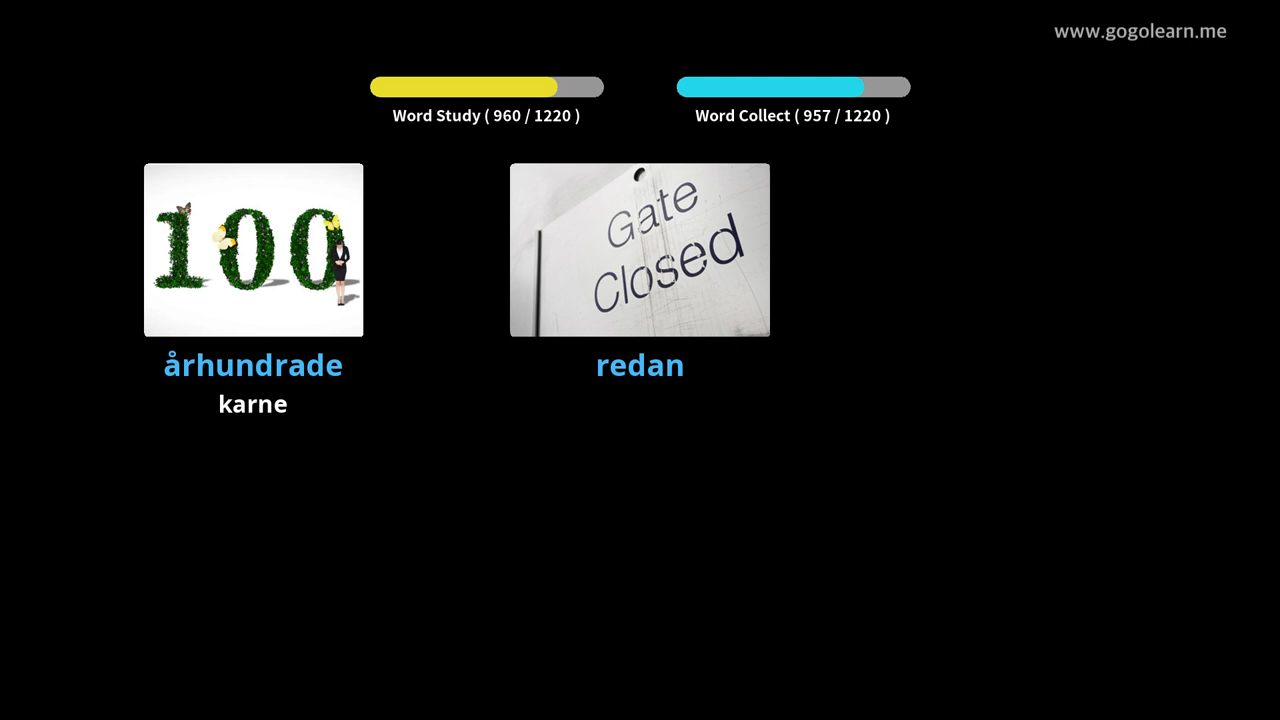 www.gogolearn.me
Word Study ( 960 / 1220 )
Word Collect ( 957 / 1220 )
100
Gate
Closed
århundrade
redan
karne